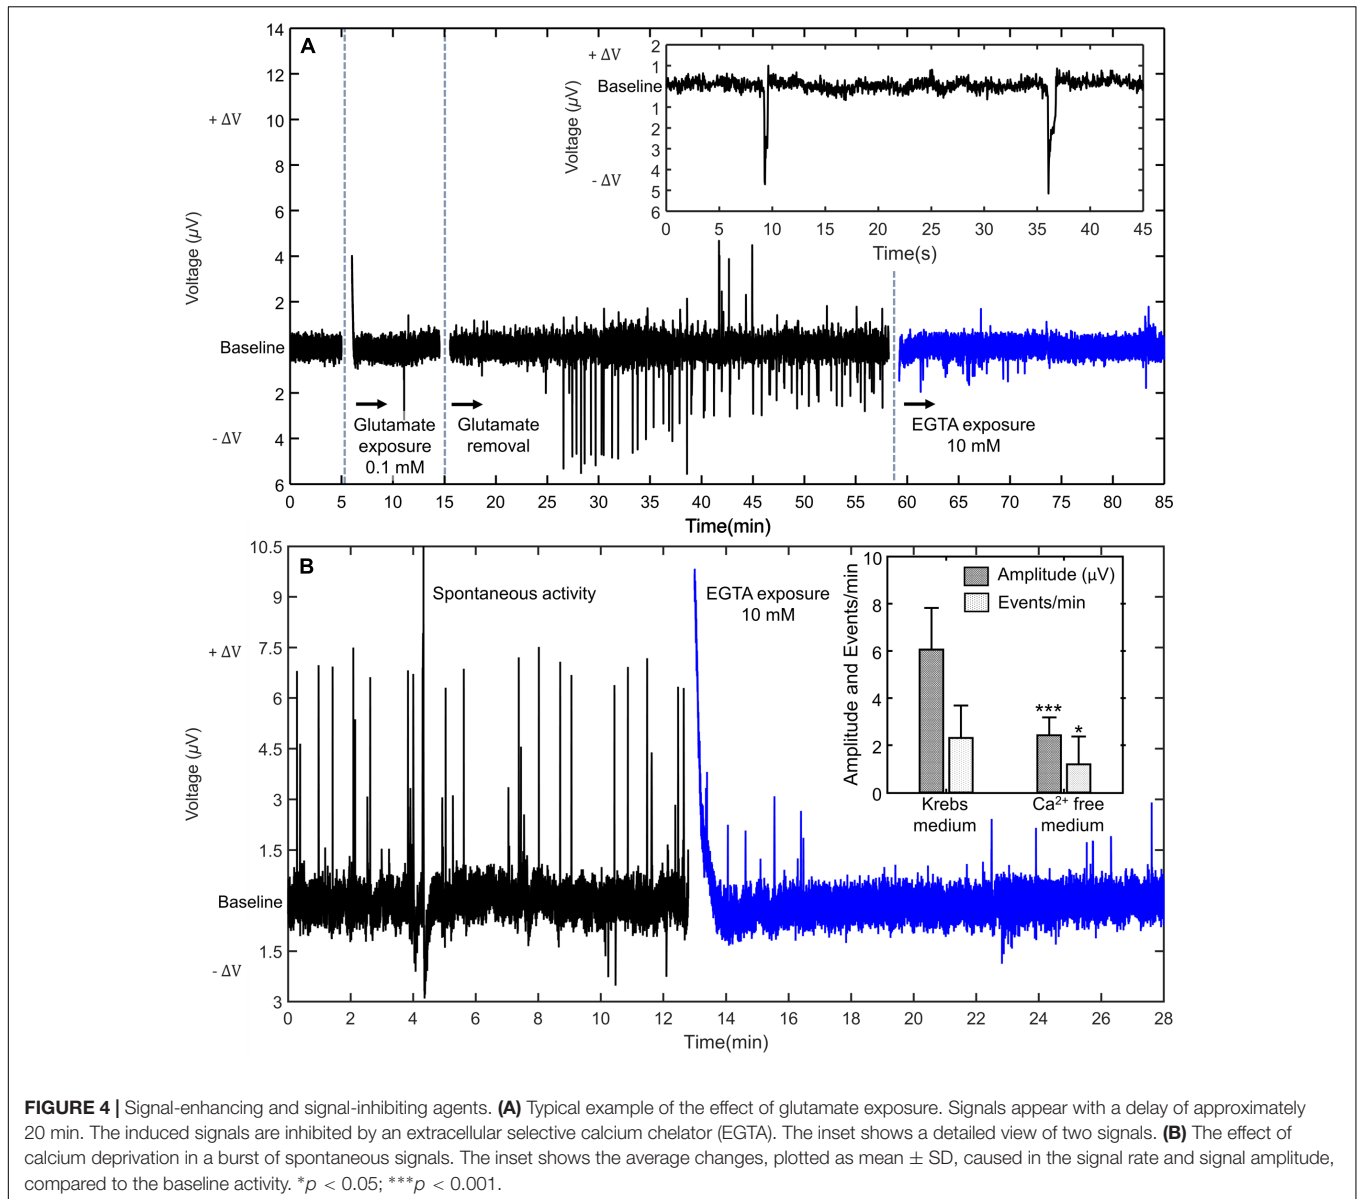 A
14
12
+ ΔV
10
8
6
4
2
Baseline
2
- ΔV
4
6
Voltage (µV)
0 5 10 15 20 25 30 35 40 45 50 55 60 65 70 75 80 85
Time(min)
Glutamate
exposure
0.1 mM
Glutamate
removal
EGTA exposure
10 mM
2
+ ΔV
1
Baseline
1
2
3
4
- ΔV
5
6
Voltage (µV)
0 5 10 15 20 25 30 35 40 45
Time(s)
B
10.5
9
+ ΔV
7.5
6
4.5
3
1.5
Baseline
1.5
- ΔV
3
Voltage (µV)
Spontaneous activity
EGTA exposure
10 mM
0 2 4 6 8 10 12 14 16 18 20 22 24 26 28
Time(min)
10
8
6
4
2
0
Amplitude and Events/min
Amplitude (µV)
Events/min
***
*
Krebs
medium
Ca²⁺ free
medium
FIGURE 4 | Signal-enhancing and signal-inhibiting agents. (A) Typical example of the effect of glutamate exposure. Signals appear with a delay of approximately
20 min. The induced signals are inhibited by an extracellular selective calcium chelator (EGTA). The inset shows a detailed view of two signals. (B) The effect of
calcium deprivation in a burst of spontaneous signals. The inset shows the average changes, plotted as mean ± SD, caused in the signal rate and signal amplitude,
compared to the baseline activity. *p < 0.05; ***p < 0.001.